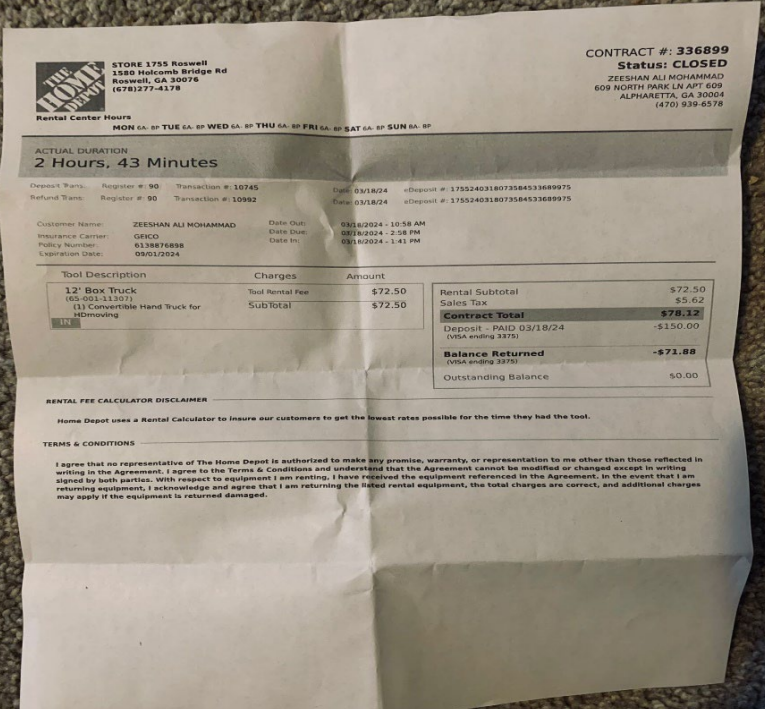 THE HOME DEPOT
STORE 1755 Roswell
1580 Holcomb Bridge Rd
Roswell, GA 30076
(678)277-4178
CONTRACT #: 336899
Status: CLOSED
ZEESHAN ALI MOHAMMAD
609 NORTH PARK LN APT 609
ALPHARETTA, GA 30004
(470) 939-6578
Rental Center Hours
MON 6A- 8P TUE 6A- 8P WED 6A- 8P THU 6A- 8P FRI 6A- 8P SAT 6A- 8P SUN 8A- 8P
ACTUAL DURATION
2 Hours, 43 Minutes
Deposit Trans: Register #: 90 Transaction #: 10745 Date: 03/18/24 eDeposit #: 1755240318073584533689975
Refund Trans: Register #: 90 Transaction #: 10992 Date: 03/18/24 eDeposit #: 1755240318073584533689975
Customer Name: ZEESHAN ALI MOHAMMAD
Insurance Carrier: GEICO
Policy Number: 6138876898
Expiration Date: 09/01/2024
Date Out: 03/18/2024 - 10:58 AM
Date Due: 03/18/2024 - 2:58 PM
Date In: 03/18/2024 - 1:41 PM
Tool Description Charges Amount
12' Box Truck Tool Rental Fee $72.50
(65-001-11307)
SubTotal $72.50
(1) Convertible Hand Truck for
HDmoving
IN
Rental Subtotal $72.50
Sales Tax $5.62
Contract Total $78.12
Deposit - PAID 03/18/24 -$150.00
(VISA ending 3375)
Balance Returned -$71.88
(VISA ending 3375)
Outstanding Balance $0.00
RENTAL FEE CALCULATOR DISCLAIMER
Home Depot uses a Rental Calculator to insure our customers to get the lowest rates possible for the time they had the tool.
TERMS & CONDITIONS
I agree that no representative of The Home Depot is authorized to make any promise, warranty, or representation to me other than those reflected in
writing in the Agreement. I agree to the Terms & Conditions and understand that the Agreement cannot be modified or changed except in writing
signed by both parties. With respect to equipment I am renting, I have received the equipment referenced in the Agreement. In the event that I am
returning equipment, I acknowledge and agree that I am returning the listed rental equipment, the total charges are correct, and additional charges
may apply if the equipment is returned damaged.